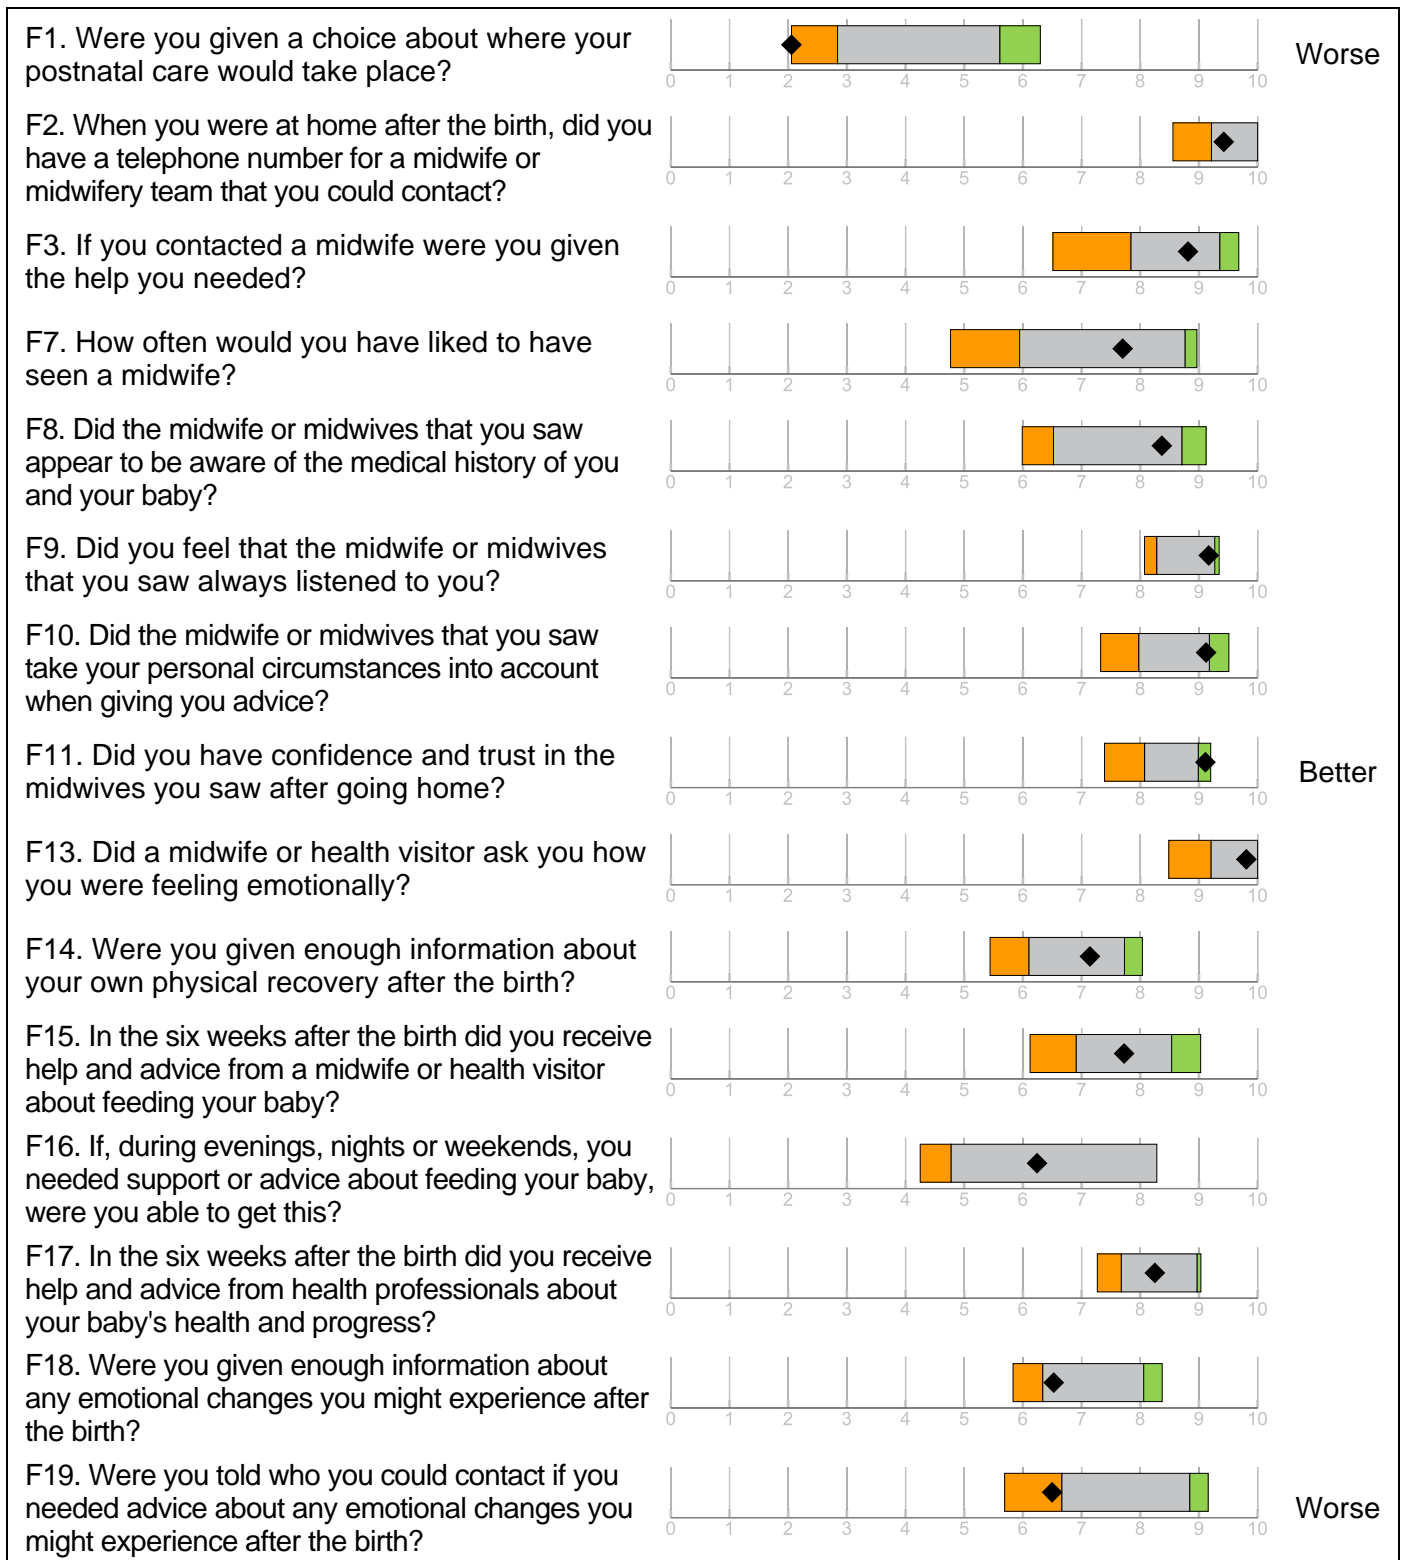 F1. Were you given a choice about where your
postnatal care would take place?
0 1 2 3 4 5 6 7 8 9 10
Worse
F2. When you were at home after the birth, did you
have a telephone number for a midwife or
midwifery team that you could contact?
0 1 2 3 4 5 6 7 8 9 10
F3. If you contacted a midwife were you given
the help you needed?
0 1 2 3 4 5 6 7 8 9 10
F7. How often would you have liked to have
seen a midwife?
0 1 2 3 4 5 6 7 8 9 10
F8. Did the midwife or midwives that you saw
appear to be aware of the medical history of you
and your baby?
0 1 2 3 4 5 6 7 8 9 10
F9. Did you feel that the midwife or midwives
that you saw always listened to you?
0 1 2 3 4 5 6 7 8 9 10
F10. Did the midwife or midwives that you saw
take your personal circumstances into account
when giving you advice?
0 1 2 3 4 5 6 7 8 9 10
F11. Did you have confidence and trust in the
midwives you saw after going home?
0 1 2 3 4 5 6 7 8 9 10
Better
F13. Did a midwife or health visitor ask you how
you were feeling emotionally?
0 1 2 3 4 5 6 7 8 9 10
F14. Were you given enough information about
your own physical recovery after the birth?
0 1 2 3 4 5 6 7 8 9 10
F15. In the six weeks after the birth did you receive
help and advice from a midwife or health visitor
about feeding your baby?
0 1 2 3 4 5 6 7 8 9 10
F16. If, during evenings, nights or weekends, you
needed support or advice about feeding your baby,
were you able to get this?
0 1 2 3 4 5 6 7 8 9 10
F17. In the six weeks after the birth did you receive
help and advice from health professionals about
your baby's health and progress?
0 1 2 3 4 5 6 7 8 9 10
F18. Were you given enough information about
any emotional changes you might experience after
the birth?
0 1 2 3 4 5 6 7 8 9 10
F19. Were you told who you could contact if you
needed advice about any emotional changes you
might experience after the birth?
0 1 2 3 4 5 6 7 8 9 10
Worse